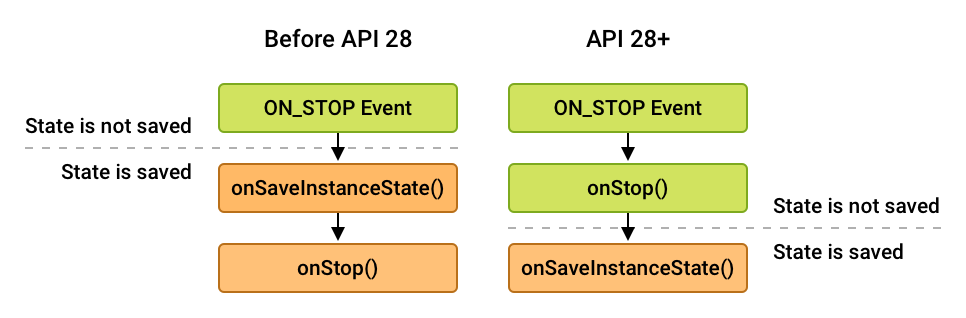 Before API 28
API 28+
ON_STOP Event
ON_STOP Event
State is not saved
State is saved
onSaveInstanceState()
onStop()
State is not saved
State is saved
onStop()
onSaveInstanceState()